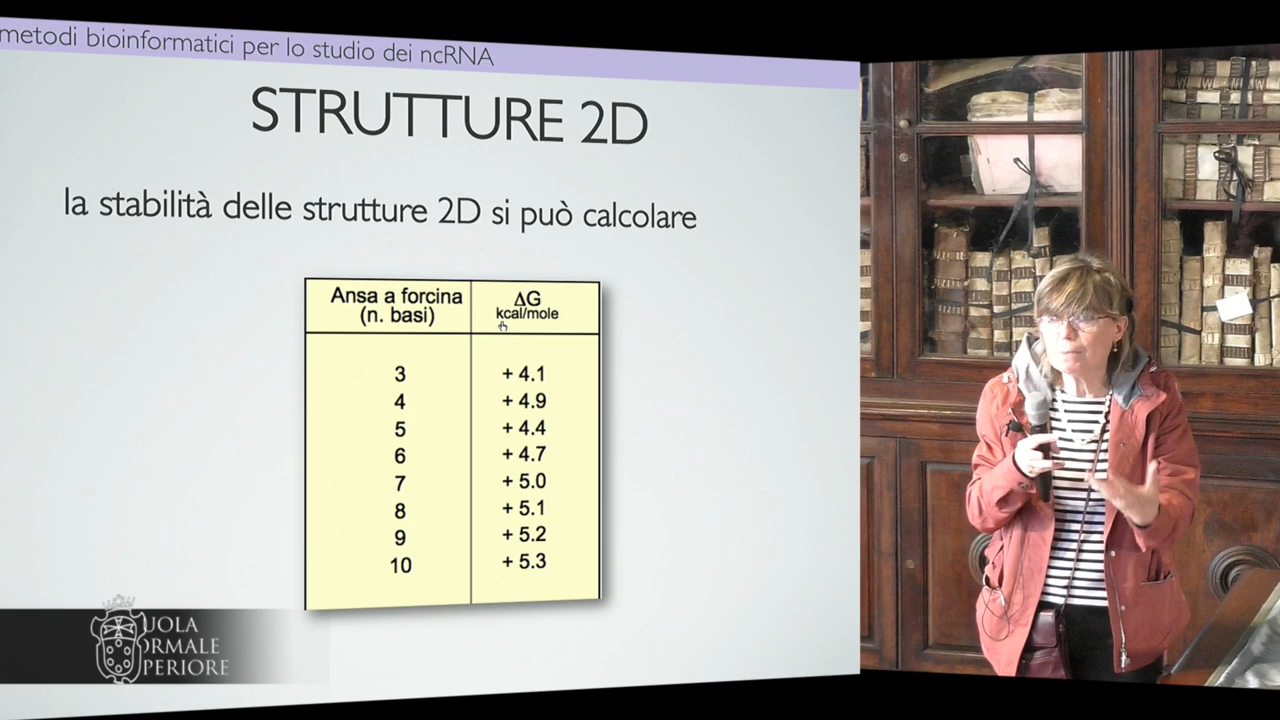 metodi bioinformatici per lo studio dei ncRNA
STRUTTURE 2D
la stabilità delle strutture 2D si può calcolare
Ansa a forcina ΔG
(n. basi) kcal/mole
3 + 4.1
4 + 4.9
5 + 4.4
6 + 4.7
7 + 5.0
8 + 5.1
9 + 5.2
10 + 5.3
UOLA
ORMALE
PERIORE